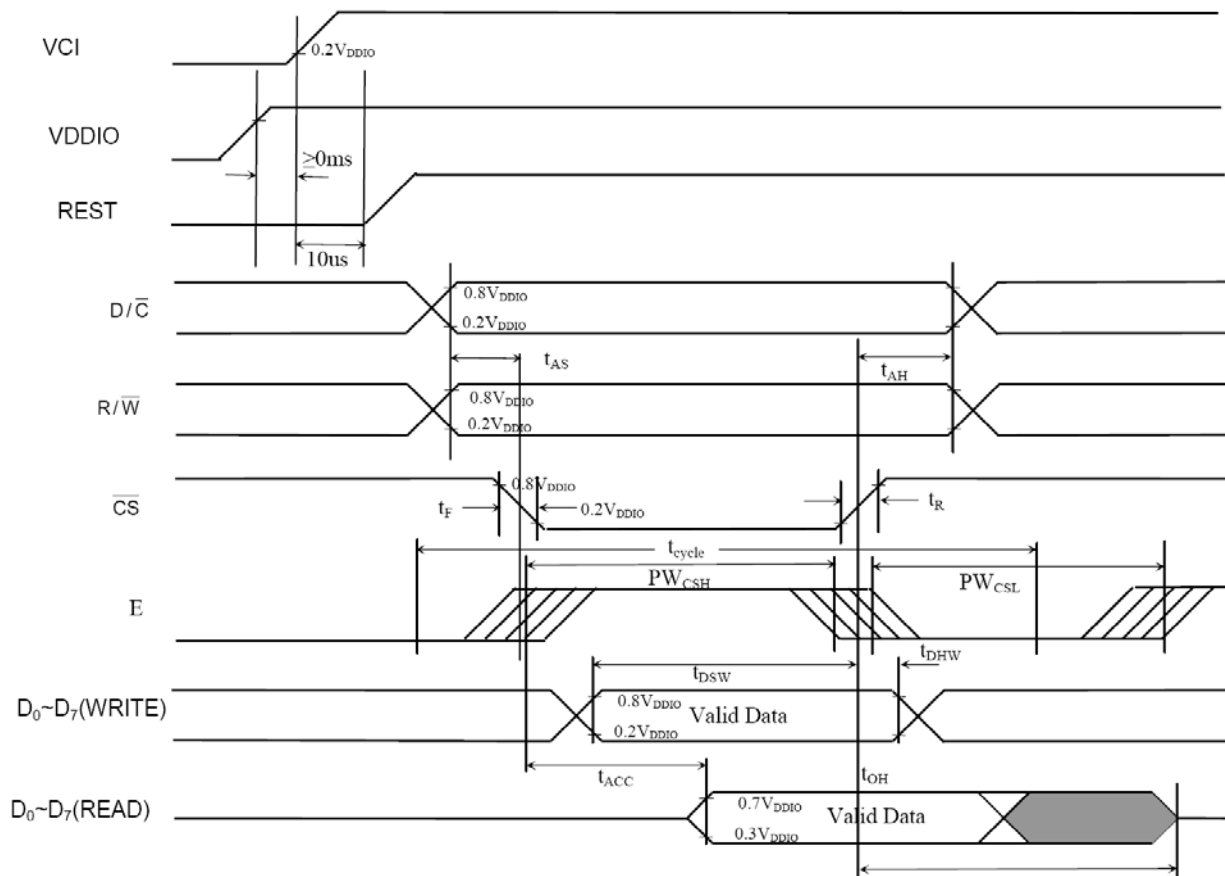 VCI
0.2VDDIO
VDDIO
≥0ms
REST
10us
D/C̅
0.8VDDIO
0.2VDDIO
tAS
tAH
R/W̅
0.8VDDIO
0.2VDDIO
C̅S̅
0.8VDDIO
tF
0.2VDDIO
tR
tcycle
PWCSH
PWCSL
E
tDHW
tDSW
D0~D7(WRITE)
0.8VDDIO
Valid Data
0.2VDDIO
tACC
tOH
D0~D7(READ)
0.7VDDIO
Valid Data
0.3VDDIO